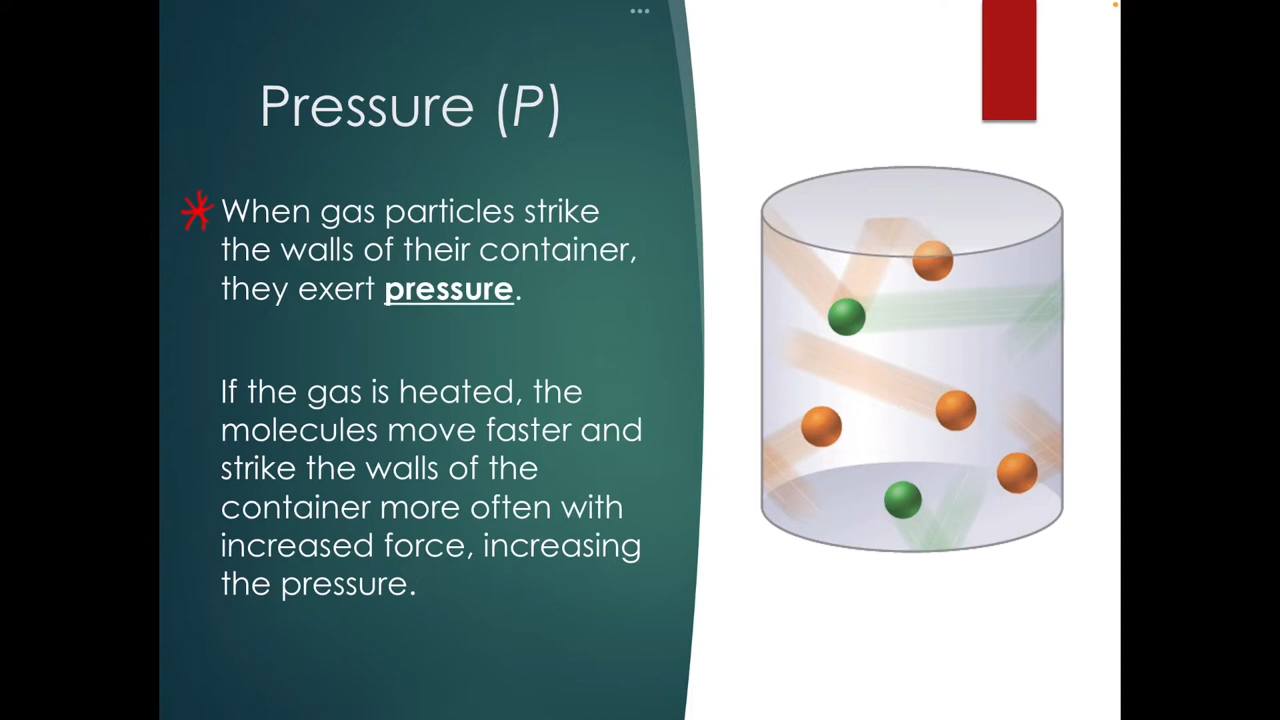 Pressure (P)
When gas particles strike
the walls of their container,
they exert pressure.
If the gas is heated, the
molecules move faster and
strike the walls of the
container more often with
increased force, increasing
the pressure.